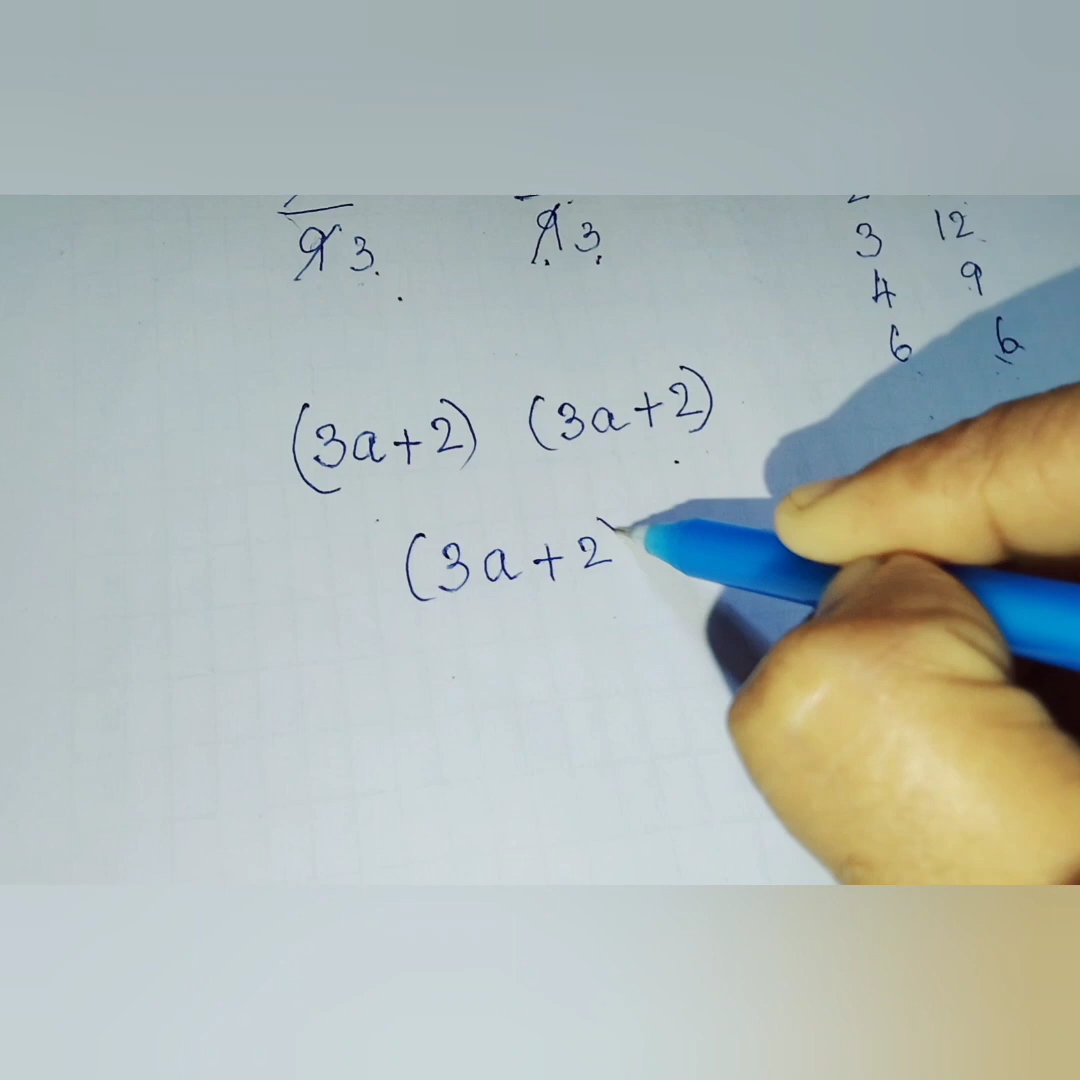 9 3 9 3 3 12
4 9
6 6
(3a+2) (3a+2)
(3a+2)